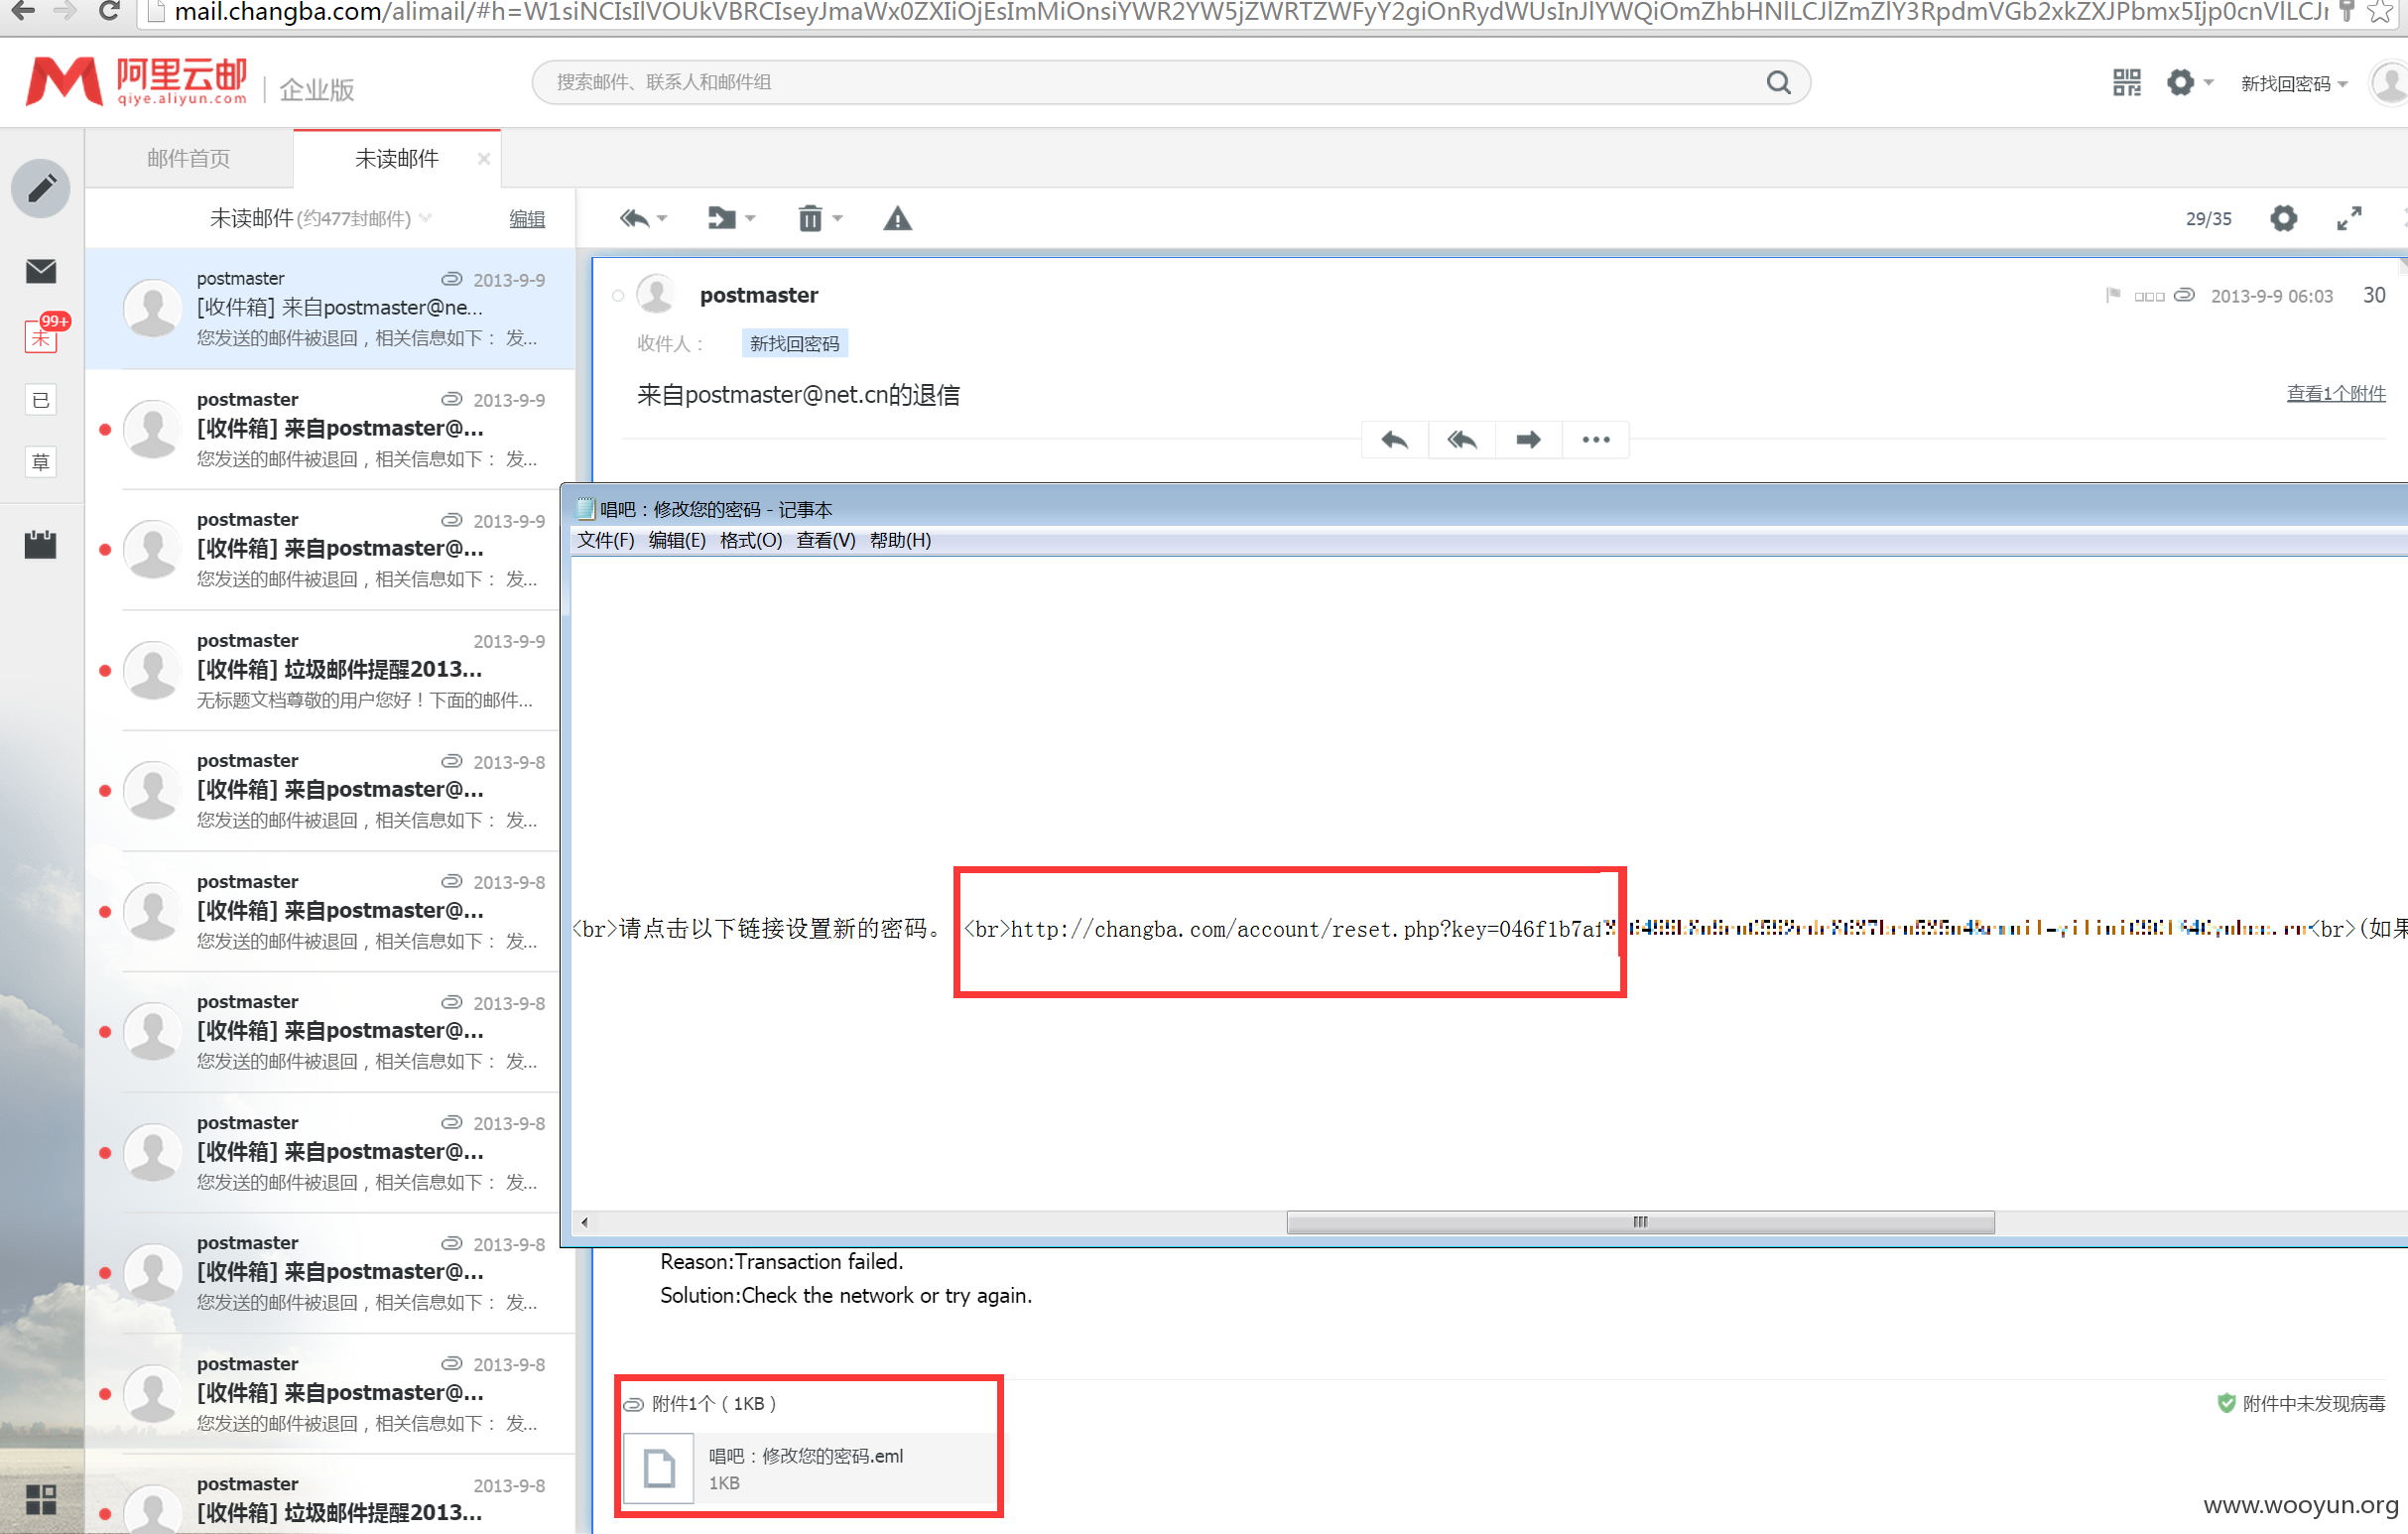 mail.changba.com/alimail/#h=W1siNCIsIlVOUkVBRCIseyJmaWx0ZXIiOjEsImMiOnsiYWR2YW5jZWRTZWFyY2giOnRydWUsInJlYWQiOmZhbHNlLCJlZmZlY3RpdmVGb2xkZXJPbmx5Ijp0cnVlLCJr
阿里云邮
qiye.aliyun.com
企业版
搜索邮件、联系人和邮件组
新找回密码
邮件首页
未读邮件
未读邮件(约477封邮件)
编辑
29/35
99+
未
已
草
postmaster 2013-9-9
[收件箱] 来自postmaster@ne...
您发送的邮件被退回，相关信息如下： 发...
postmaster 2013-9-9
[收件箱] 来自postmaster@...
您发送的邮件被退回，相关信息如下： 发...
postmaster 2013-9-9
[收件箱] 来自postmaster@...
您发送的邮件被退回，相关信息如下： 发...
postmaster 2013-9-9
[收件箱] 垃圾邮件提醒2013...
无标题文档尊敬的用户您好！下面的邮件...
postmaster 2013-9-8
[收件箱] 来自postmaster@...
您发送的邮件被退回，相关信息如下： 发...
postmaster 2013-9-8
[收件箱] 来自postmaster@...
您发送的邮件被退回，相关信息如下： 发...
postmaster 2013-9-8
[收件箱] 来自postmaster@...
您发送的邮件被退回，相关信息如下： 发...
postmaster 2013-9-8
[收件箱] 来自postmaster@...
您发送的邮件被退回，相关信息如下： 发...
postmaster 2013-9-8
[收件箱] 来自postmaster@...
您发送的邮件被退回，相关信息如下： 发...
postmaster 2013-9-8
[收件箱] 来自postmaster@...
您发送的邮件被退回，相关信息如下： 发...
postmaster 2013-9-8
[收件箱] 垃圾邮件提醒2013...
postmaster
2013-9-9 06:03 30
收件人： 新找回密码
来自postmaster@net.cn的退信
查看1个附件
唱吧：修改您的密码 - 记事本
文件(F) 编辑(E) 格式(O) 查看(V) 帮助(H)
<br>请点击以下链接设置新的密码。 <br>http://changba.com/account/reset.php?key=046f1b7a1 <br>(如果
Reason:Transaction failed.
Solution:Check the network or try again.
附件1个 ( 1KB )
附件中未发现病毒
唱吧：修改您的密码.eml
1KB
www.wooyun.org